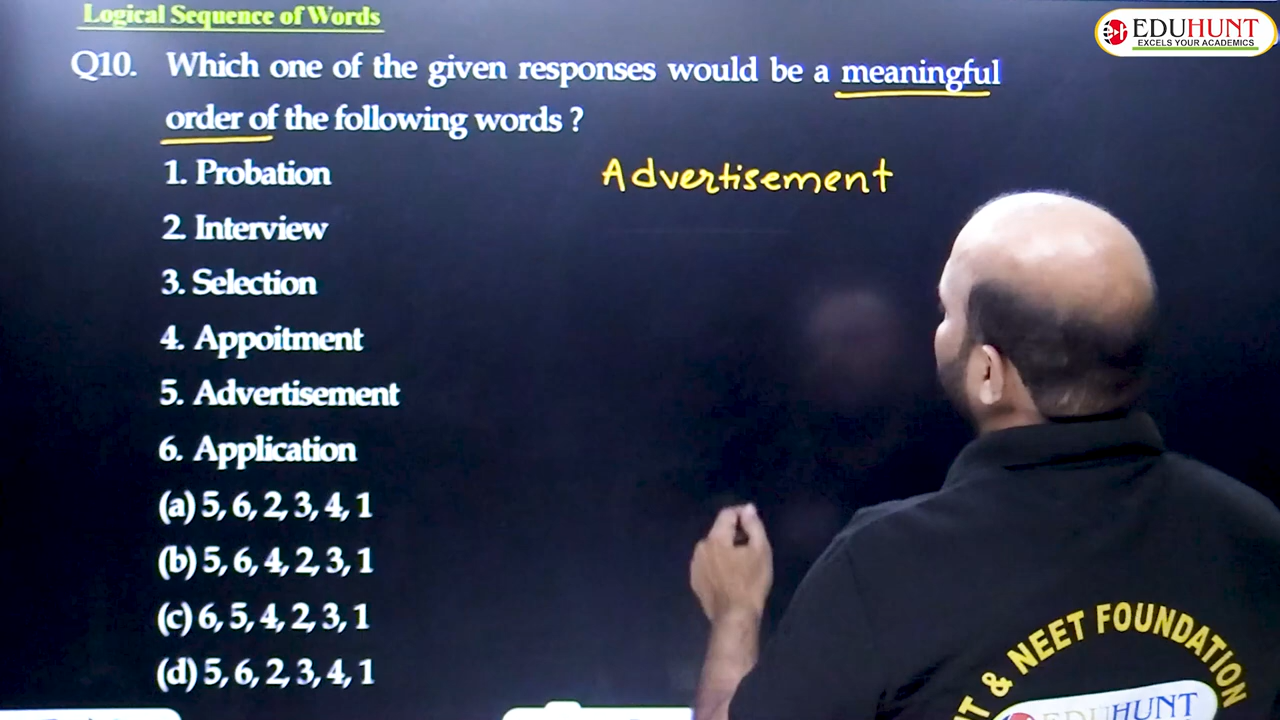 Logical Sequence of Words
EDUHUNT
EXCELS YOUR ACADEMICS
Q10. Which one of the given responses would be a meaningful
order of the following words ?
1. Probation
Advertisement
2. Interview
3. Selection
4. Appoitment
5. Advertisement
6. Application
(a) 5, 6, 2, 3, 4, 1
(b) 5, 6, 4, 2, 3, 1
(c) 6, 5, 4, 2, 3, 1
(d) 5, 6, 2, 3, 4, 1
& NEET FOUNDATION
EDUHUNT